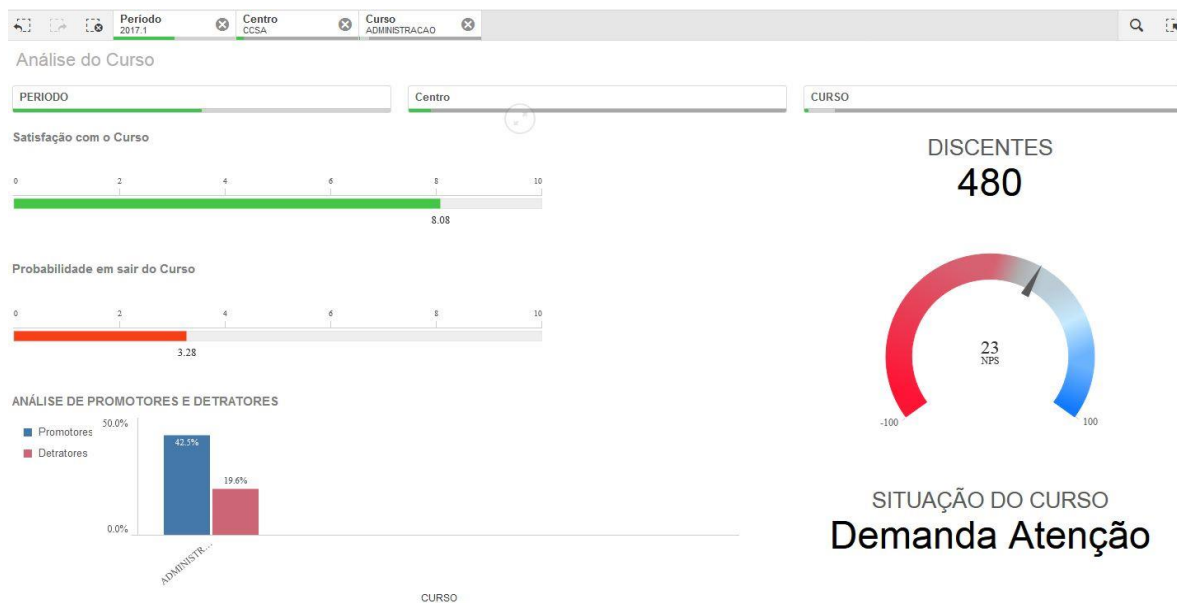 Período
2017.1
Centro
CCSA
Curso
ADMINISTRACAO
Análise do Curso
PERIODO
Centro
CURSO
Satisfação com o Curso
0 2 4 6 8 10
8.08
Probabilidade em sair do Curso
0 2 4 6 8 10
3.28
ANÁLISE DE PROMOTORES E DETRATORES
Promotores
Detratores
50.0%
42.5%
19.6%
0.0%
ADMINISTR...
CURSO
DISCENTES
480
23
NPS
-100
100
SITUAÇÃO DO CURSO
Demanda Atenção